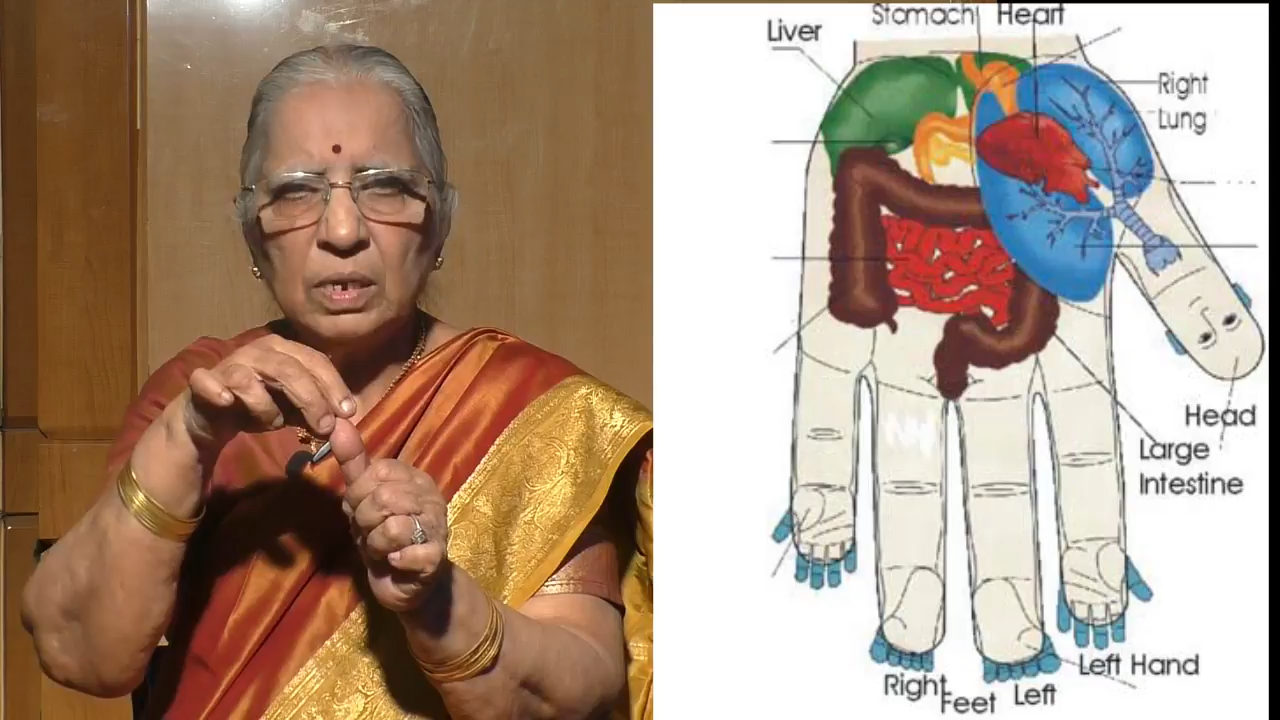 Stomach
Heart
Liver
Right
Lung
Head
Large
Intestine
Left Hand
Right
Feet
Left